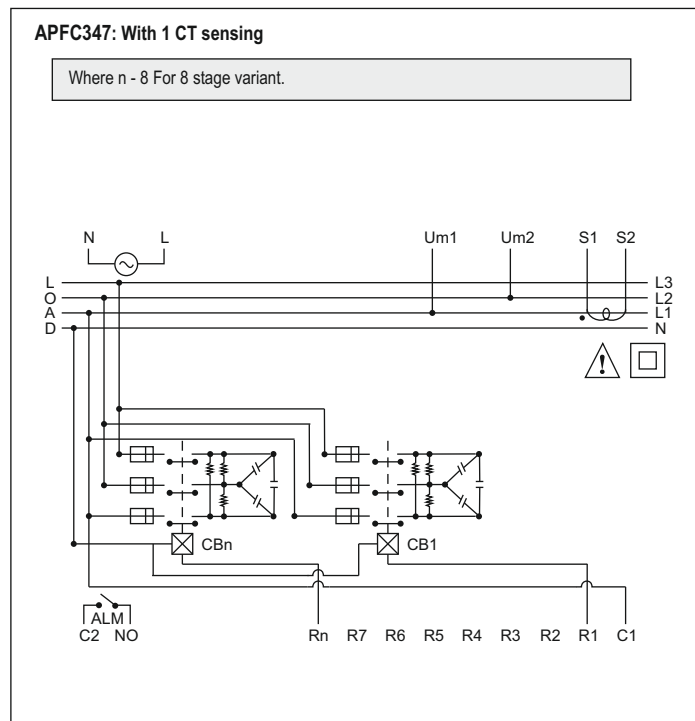 APFC347: With 1 CT sensing
Where n - 8 For 8 stage variant.
N L Um1 Um2 S1 S2
L L3
O L2
A L1
D N
CBn CB1
ALM
C2 NO Rn R7 R6 R5 R4 R3 R2 R1 C1